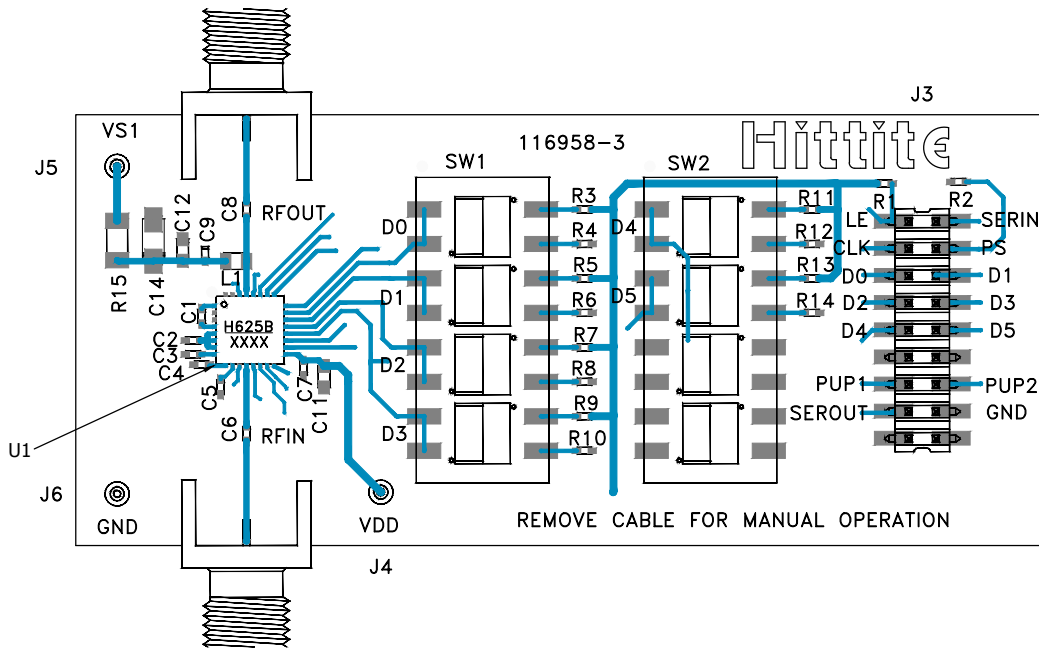 J3
VS1
116958-3
Hittite
J5
SW1
SW2
C12
C9
C8
RFOUT
D0
R3
D4
R11
R1
R2
LE
SERIN
R4
R12
CLK
PS
R15
C14
L1
R5
D5
R13
D0
D1
C1
D1
R6
R14
D2
D3
H625B
XXXX
C2
R7
D4
D5
C3
C4
D2
C5
C7
C11
R8
PUP1
PUP2
C6
RFIN
D3
R9
SEROUT
GND
R10
U1
J6
GND
VDD
REMOVE CABLE FOR MANUAL OPERATION
J4